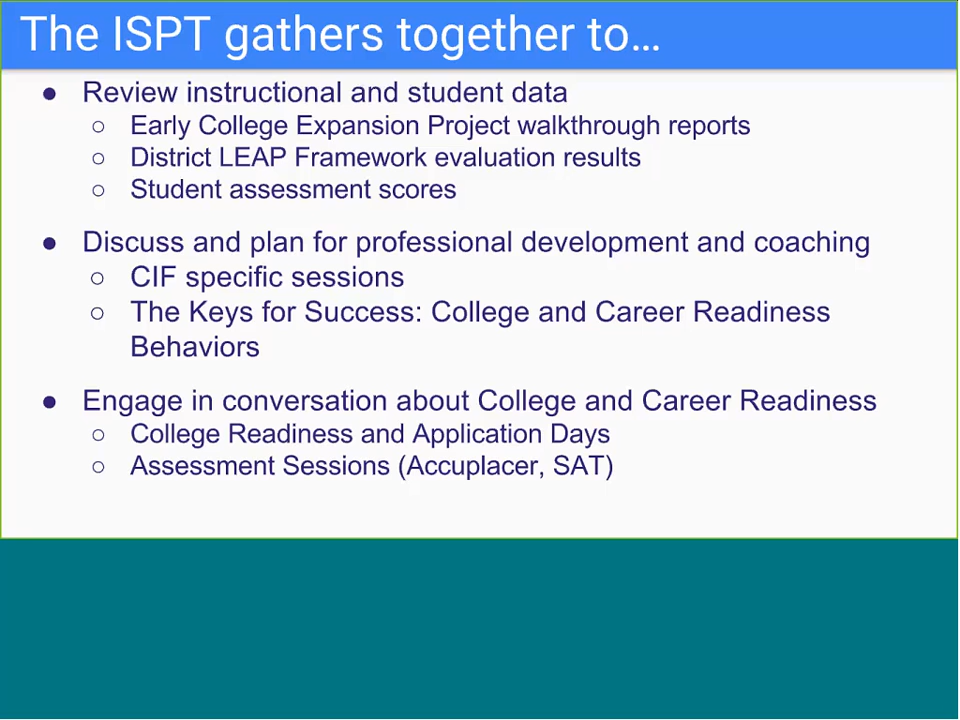 The ISPT gathers together to…
● Review instructional and student data
○ Early College Expansion Project walkthrough reports
○ District LEAP Framework evaluation results
○ Student assessment scores
● Discuss and plan for professional development and coaching
○ CIF specific sessions
○ The Keys for Success: College and Career Readiness
Behaviors
● Engage in conversation about College and Career Readiness
○ College Readiness and Application Days
○ Assessment Sessions (Accuplacer, SAT)